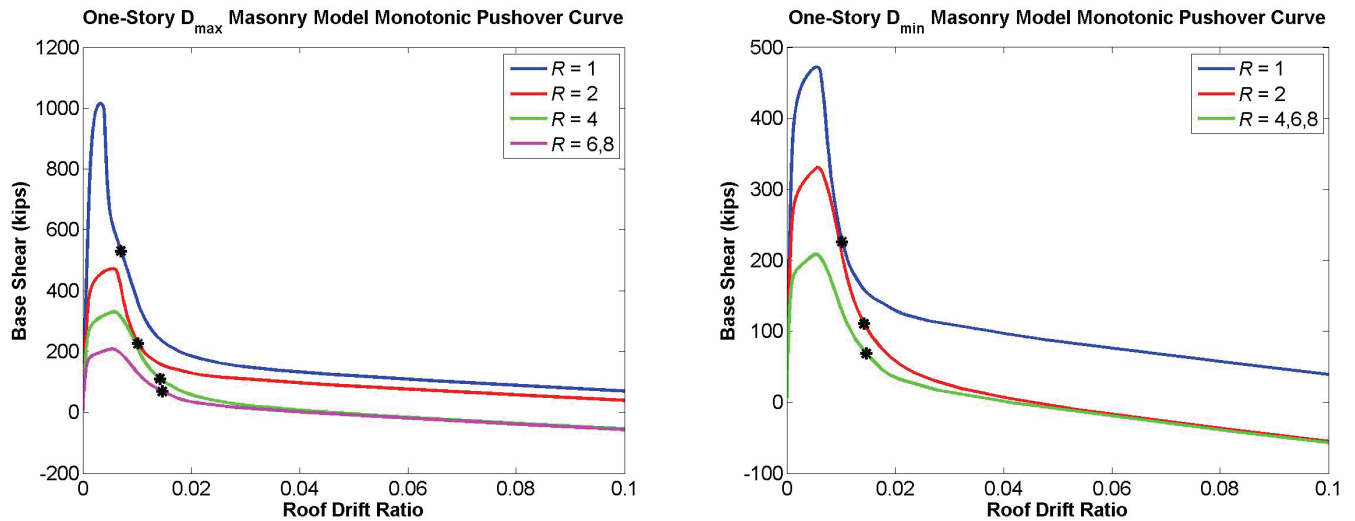 One-Story Dmax Masonry Model Monotonic Pushover Curve
1200
1000
800
600
400
200
0
-200
Base Shear (kips)
R = 1
R = 2
R = 4
R = 6,8
0
0.02
0.04
0.06
0.08
0.1
Roof Drift Ratio
One-Story Dmin Masonry Model Monotonic Pushover Curve
500
400
300
200
100
0
-100
Base Shear (kips)
R = 1
R = 2
R = 4,6,8
0
0.02
0.04
0.06
0.08
0.1
Roof Drift Ratio